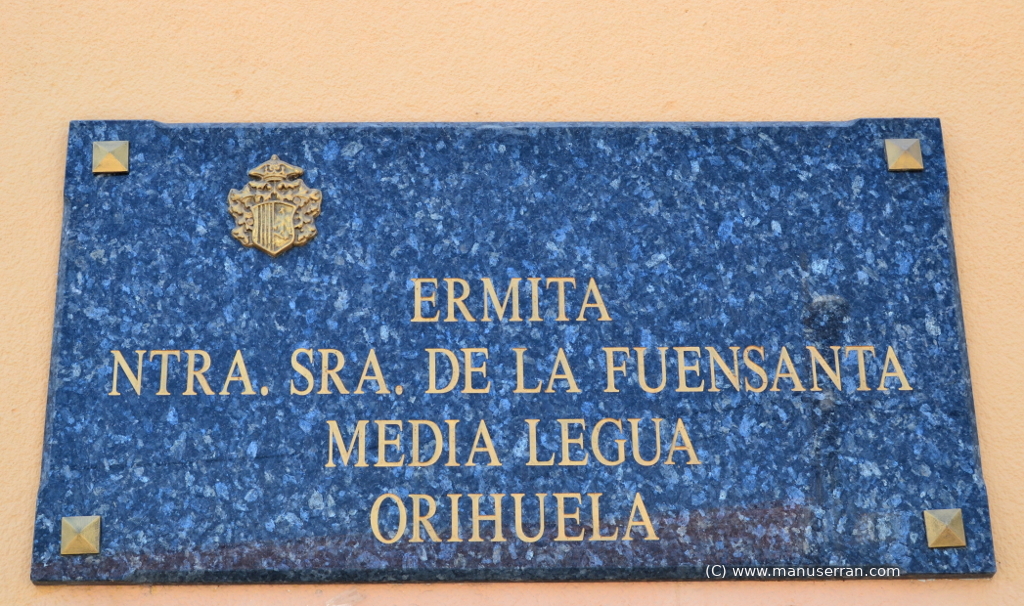 ERMITA
NTRA. SRA. DE LA FUENSANTA
MEDIA LEGUA
ORIHUELA
(C) www.manuserran.com